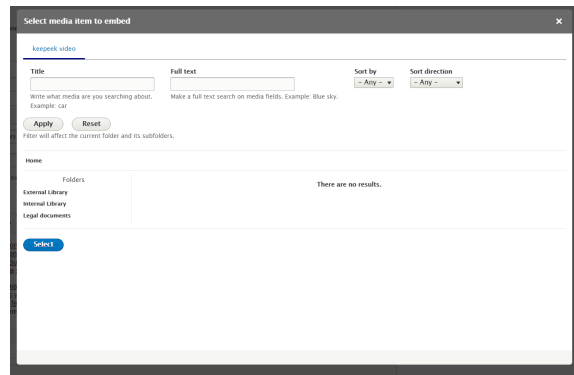 Select media item to embed
×
keepeek video
Title
Full text
Sort by
Sort direction
- Any -
- Any -
Write what media are you searching about.
Example: car
Make a full text search on media fields. Example: Blue sky.
Apply
Reset
Filter will affect the current folder and its subfolders.
Home
Folders
External Library
Internal Library
Legal documents
There are no results.
Select